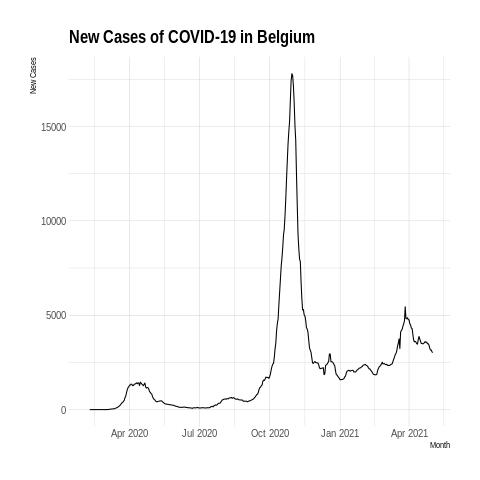 New Cases of COVID-19 in Belgium
New Cases
15000
10000
5000
0
Apr 2020
Jul 2020
Oct 2020
Jan 2021
Apr 2021
Month